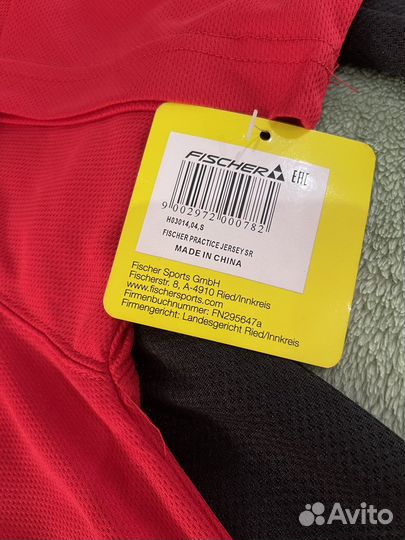 FISCHER
EAC
9 002972 000782
H03014,04,S
FISCHER PRACTICE JERSEY SR
MADE IN CHINA
Fischer Sports GmbH
Fischerstr. 8, A-4910 Ried/Innkreis
www.fischersports.com
Firmenbuchnummer: FN295647a
Firmengericht: Landesgericht Ried/Innkreis
Avito